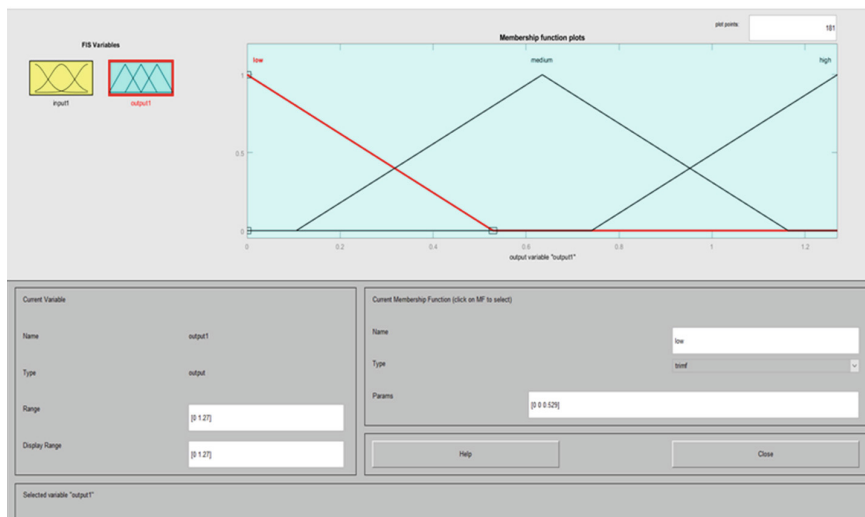 plot points:
181
FIS Variables
Membership function plots
low
medium
high
input1
output1
1
0.5
0
0
0.2
0.4
0.6
0.8
1
1.2
output variable "output1"
Current Variable
Name
output1
Type
output
Range
[0 1.27]
Display Range
[0 1.27]
Current Membership Function (click on MF to select)
Name
low
Type
trimf
Params
[0 0 0.529]
Help
Close
Selected variable "output1"